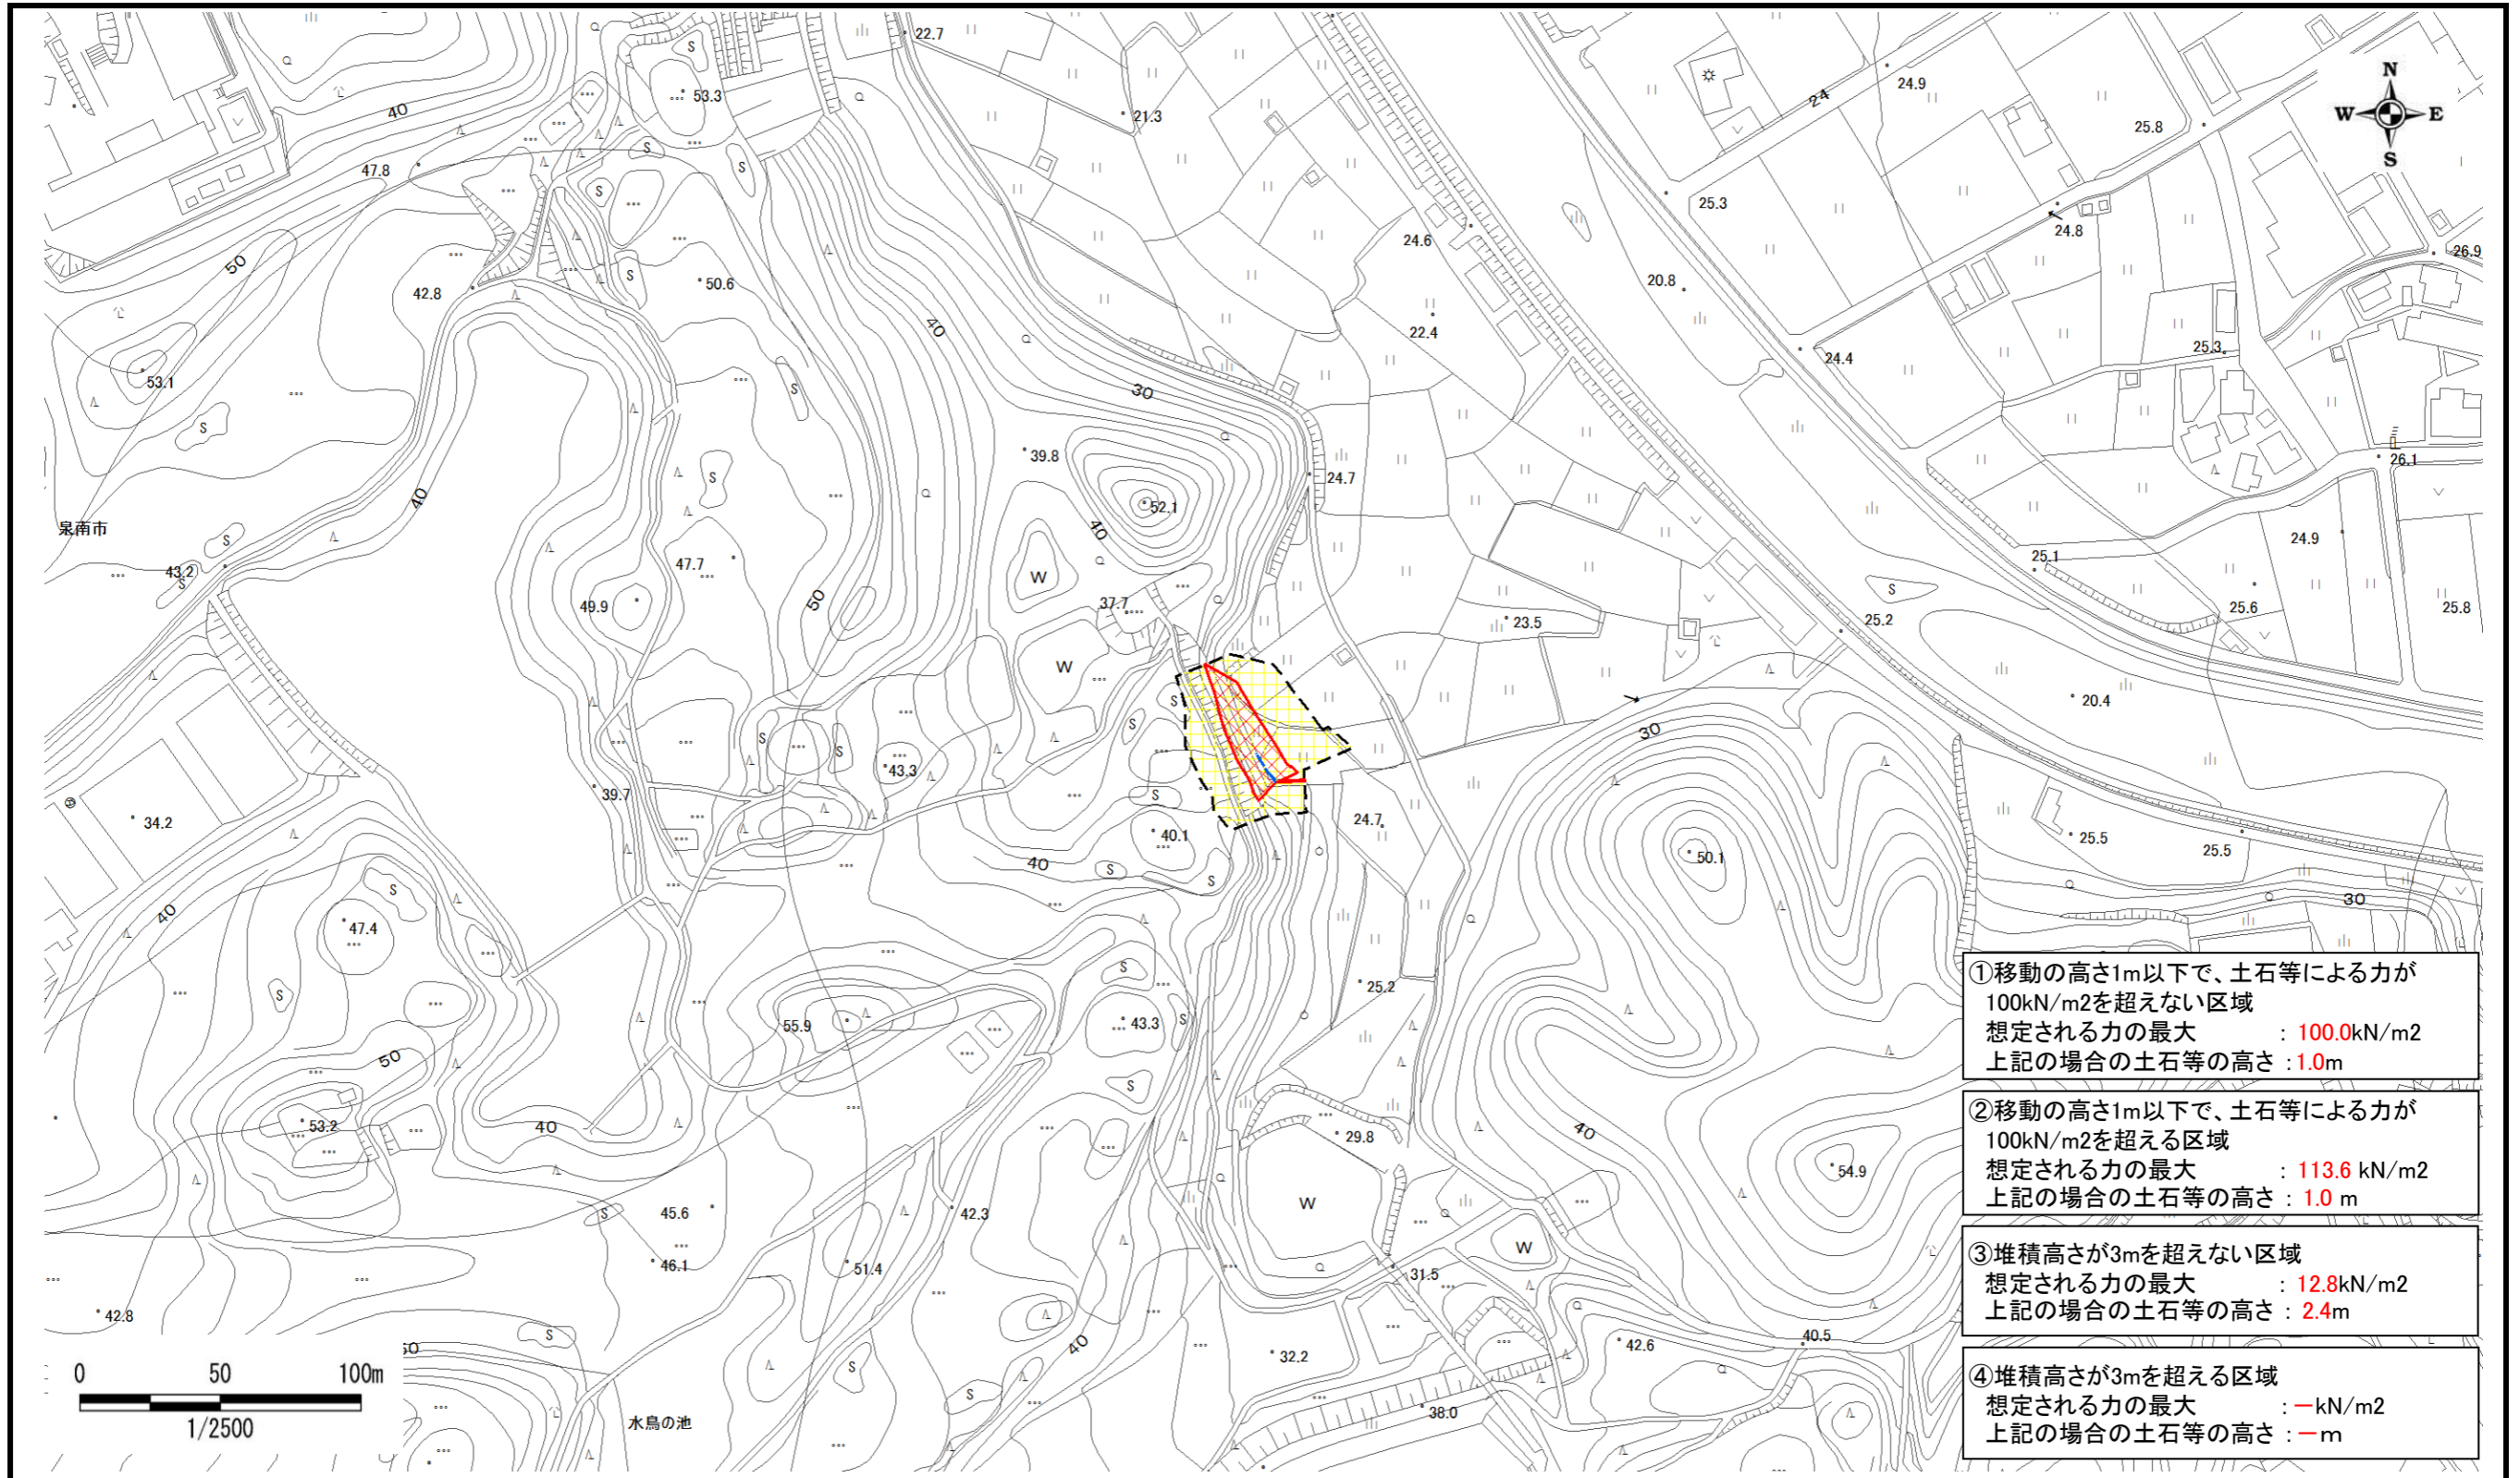 22.7
24.9
N
W E
S
S
53.3
24
40
21.3
25.8
S
47.8
S
S
25.3
24.6
24.8
26.9
50
S
20.8
42.8
50.6
40
22.4
25.3
24.4
53.1
30
S
S
39.8
26.1
24.7
S
40
52.1
40
泉南市
24.9
S
25.1
43.2
S
47.7
W
S
49.9
50
37.7
25.6
25.8
23.5
25.2
W
S
20.4
S
30
S
S
S
43.3
39.7
S
34.2
40.1
24.7
25.5
25.5
40
S
50.1
S
S
30
40
47.4
S
S
25.2
①移動の高さ1m以下で、土石等による力が
100kN/m2を超えない区域
想定される力の最大 : 100.0kN/m2
上記の場合の土石等の高さ : 1.0m
55.9
43.3
S
50
S
②移動の高さ1m以下で、土石等による力が
100kN/m2を超える区域
想定される力の最大 : 113.6 kN/m2
上記の場合の土石等の高さ : 1.0 m
53.2
40
29.8
40
54.9
W
45.6
S
42.3
③堆積高さが3mを超えない区域
想定される力の最大 : 12.8kN/m2
上記の場合の土石等の高さ : 2.4m
W
46.1
51.4
31.5
42.8
S
40.5
40
42.6
32.2
④堆積高さが3mを超える区域
想定される力の最大 : ーkN/m2
上記の場合の土石等の高さ : ーm
S
S
38.0
0 50 100m
1/2500
水鳥の池